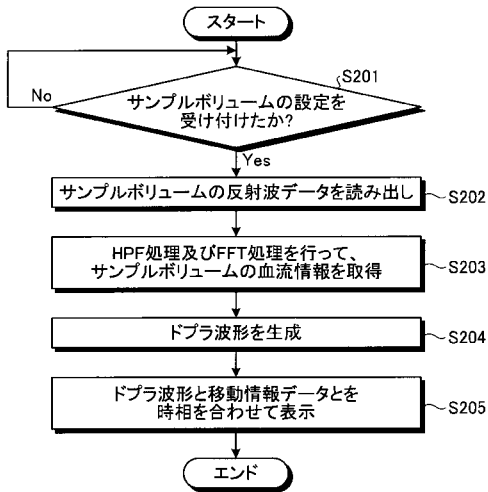 スタート
S201
サンプルボリュームの設定を
受け付けたか?
No
Yes
サンプルボリュームの反射波データを読み出し
S202
HPF処理及びFFT処理を行って、
サンプルボリュームの血流情報を取得
S203
ドプラ波形を生成
S204
ドプラ波形と移動情報データとを
時相を合わせて表示
S205
エンド